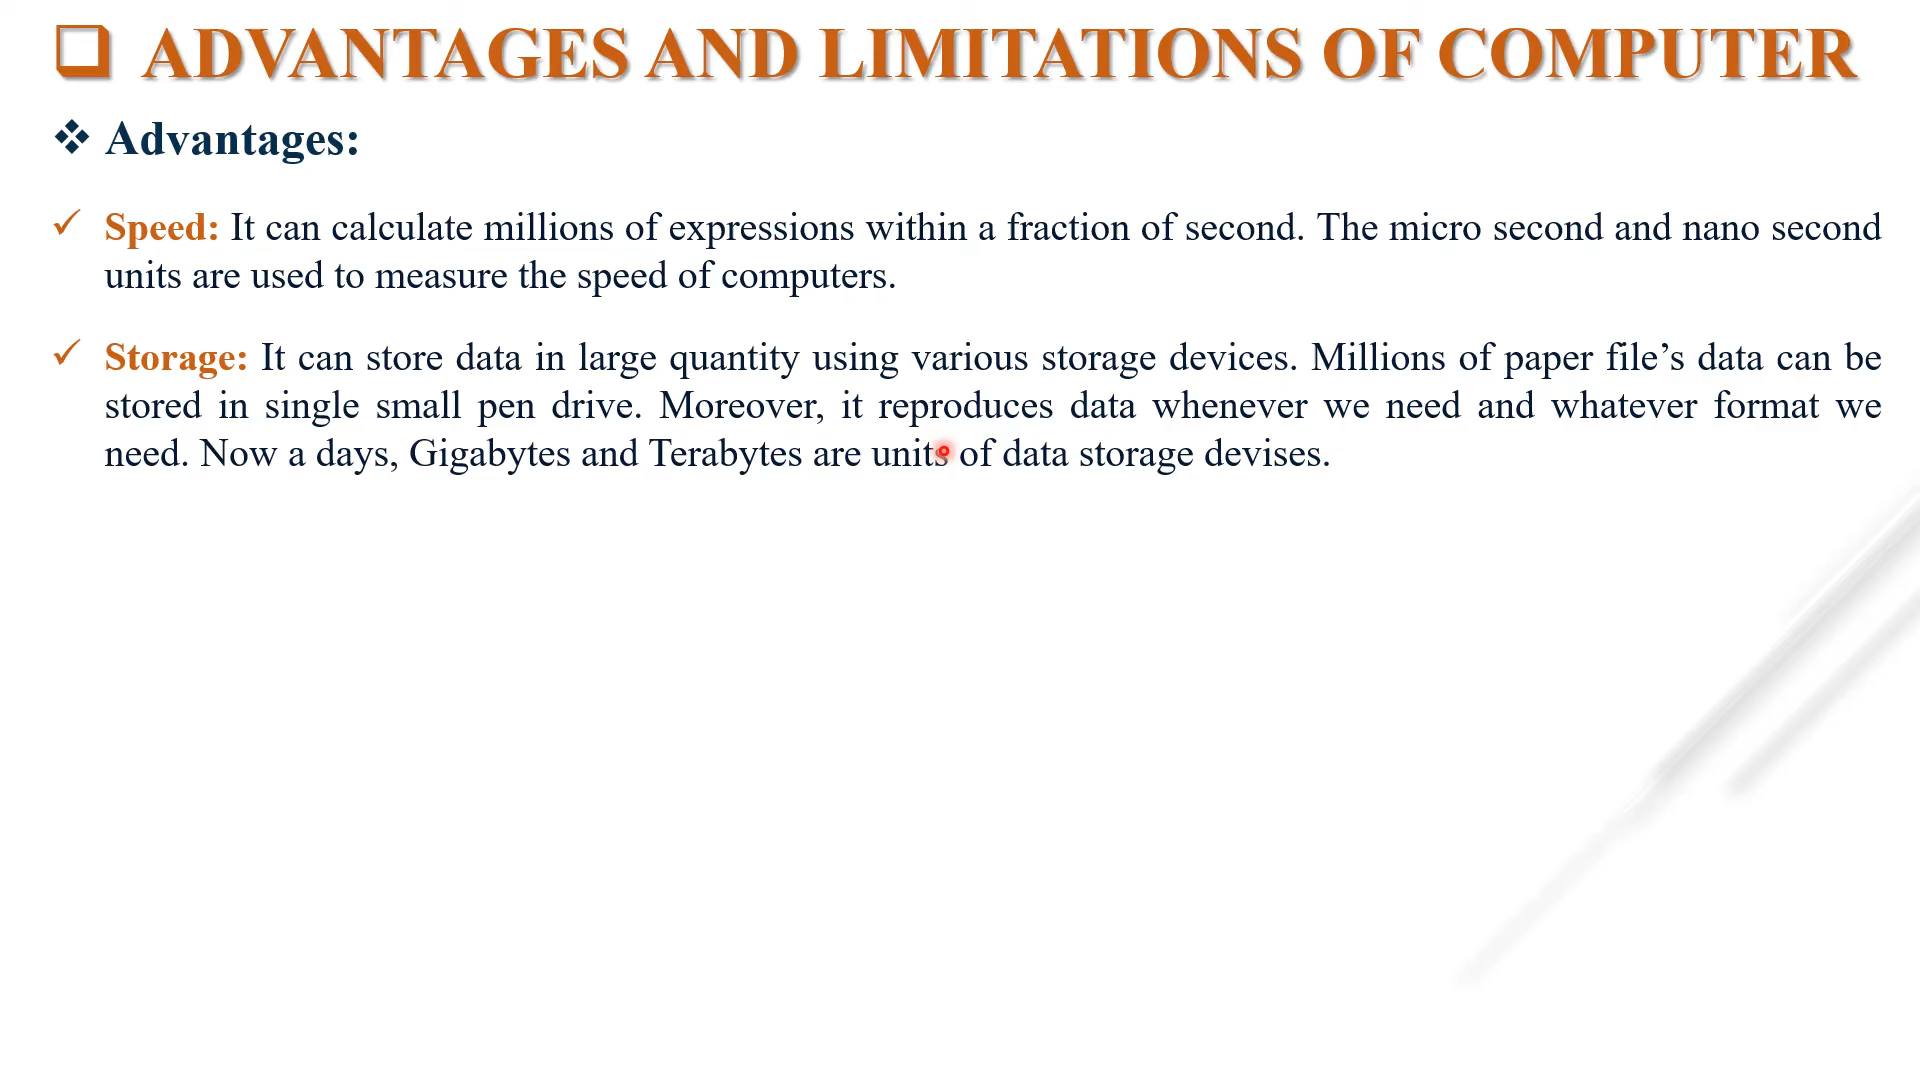 ADVANTAGES AND LIMITATIONS OF COMPUTER
Advantages:
Speed: It can calculate millions of expressions within a fraction of second. The micro second and nano second
units are used to measure the speed of computers.
Storage: It can store data in large quantity using various storage devices. Millions of paper file’s data can be
stored in single small pen drive. Moreover, it reproduces data whenever we need and whatever format we
need. Now a days, Gigabytes and Terabytes are units of data storage devises.